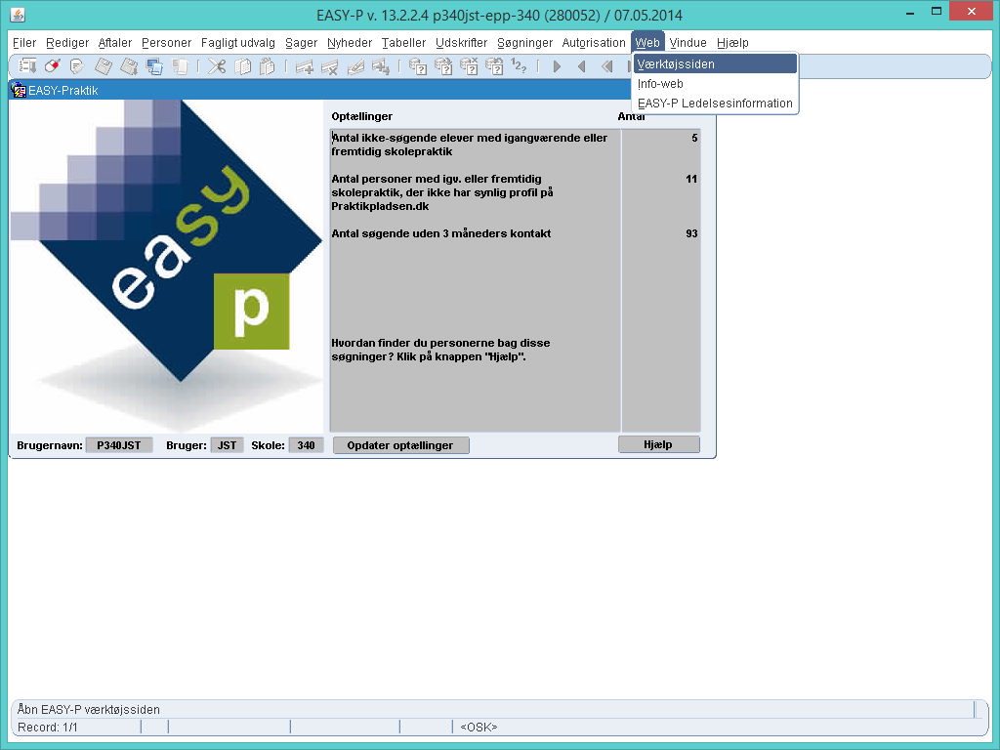 EASY-P v. 13.2.2.4 p340jst-epp-340 (280052) / 07.05.2014
Filer Rediger Aftaler Personer Fagligt udvalg Sager Nyheder Tabeller Udskrifter Søgninger Autorisation Web Vindue Hjælp
Værktøjssiden
Info-web
EASY-P Ledelsesinformation
EASY-Praktik
easy
p
Optællinger Antal
Antal ikke-søgende elever med igangværende eller 5
fremtidig skolepraktik
Antal personer med igv. eller fremtidig 11
skolepraktik, der ikke har synlig profil på
Praktikpladsen.dk
Antal søgende uden 3 måneders kontakt 93
Hvordan finder du personerne bag disse
søgninger? Klik på knappen "Hjælp".
Brugernavn: P340JST Bruger: JST Skole: 340 Opdater optællinger Hjælp
Åbn EASY-P værktøjssiden
Record: 1/1 <OSK>